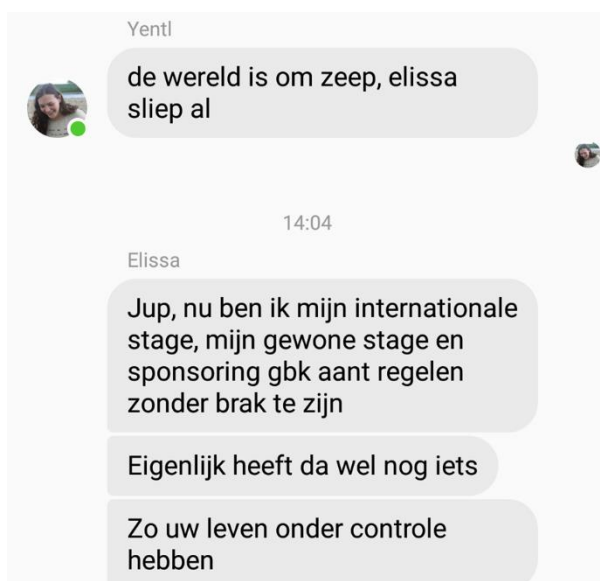 Yentl
de wereld is om zeep, elissa
sliep al
14:04
Elissa
Jup, nu ben ik mijn internationale
stage, mijn gewone stage en
sponsoring gbk aant regelen
zonder brak te zijn
Eigenlijk heeft da wel nog iets
Zo uw leven onder controle
hebben